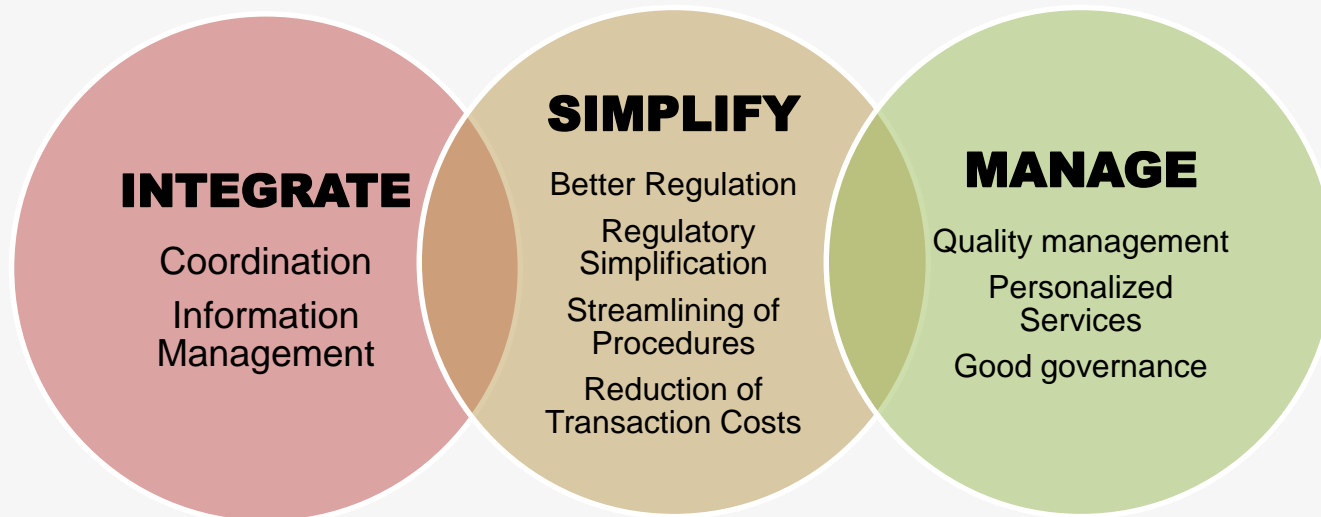 INTEGRATE
Coordination
Information
Management
SIMPLIFY
Better Regulation
Regulatory
Simplification
Streamlining of
Procedures
Reduction of
Transaction Costs
MANAGE
Quality management
Personalized
Services
Good governance